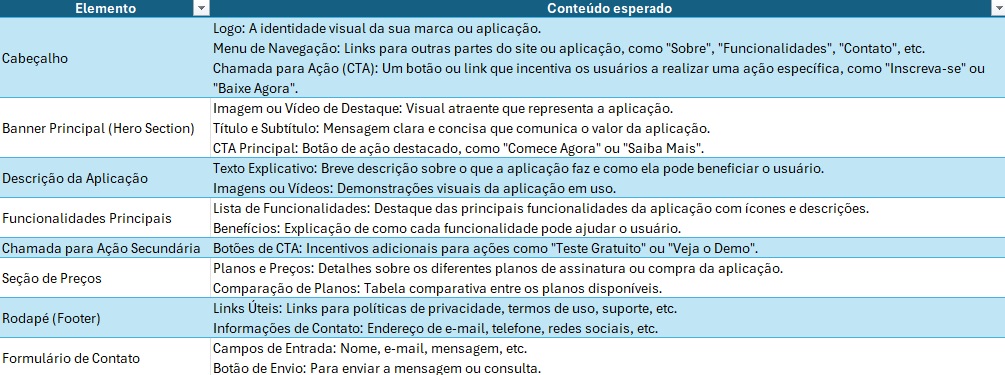 Elemento Conteúdo esperado
Logo: A identidade visual da sua marca ou aplicação.
Cabeçalho Menu de Navegação: Links para outras partes do site ou aplicação, como "Sobre", "Funcionalidades", "Contato", etc.
Chamada para Ação (CTA): Um botão ou link que incentiva os usuários a realizar uma ação específica, como "Inscreva-se" ou
"Baixe Agora".
Imagem ou Vídeo de Destaque: Visual atraente que representa a aplicação.
Banner Principal (Hero Section) Título e Subtítulo: Mensagem clara e concisa que comunica o valor da aplicação.
CTA Principal: Botão de ação destacado, como "Comece Agora" ou "Saiba Mais".
Descrição da Aplicação Texto Explicativo: Breve descrição sobre o que a aplicação faz e como ela pode beneficiar o usuário.
Imagens ou Vídeos: Demonstrações visuais da aplicação em uso.
Funcionalidades Principais Lista de Funcionalidades: Destaque das principais funcionalidades da aplicação com ícones e descrições.
Benefícios: Explicação de como cada funcionalidade pode ajudar o usuário.
Chamada para Ação Secundária Botões de CTA: Incentivos adicionais para ações como "Teste Gratuito" ou "Veja o Demo".
Seção de Preços Planos e Preços: Detalhes sobre os diferentes planos de assinatura ou compra da aplicação.
Comparação de Planos: Tabela comparativa entre os planos disponíveis.
Rodapé (Footer) Links Úteis: Links para políticas de privacidade, termos de uso, suporte, etc.
Informações de Contato: Endereço de e-mail, telefone, redes sociais, etc.
Formulário de Contato Campos de Entrada: Nome, e-mail, mensagem, etc.
Botão de Envio: Para enviar a mensagem ou consulta.